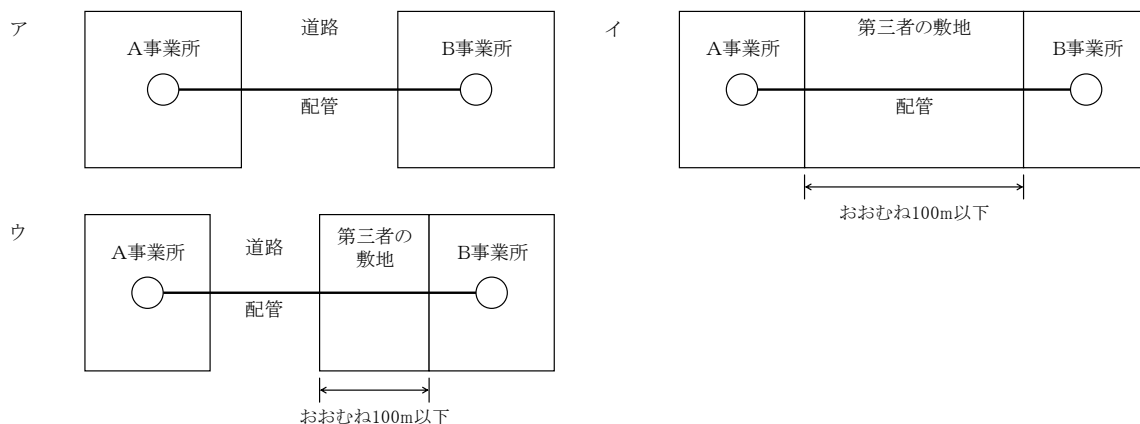 ア
道路
A事業所
B事業所
配管
イ
第三者の敷地
A事業所
B事業所
配管
おおむね100m以下
ウ
道路
第三者の
敷地
A事業所
B事業所
配管
おおむね100m以下